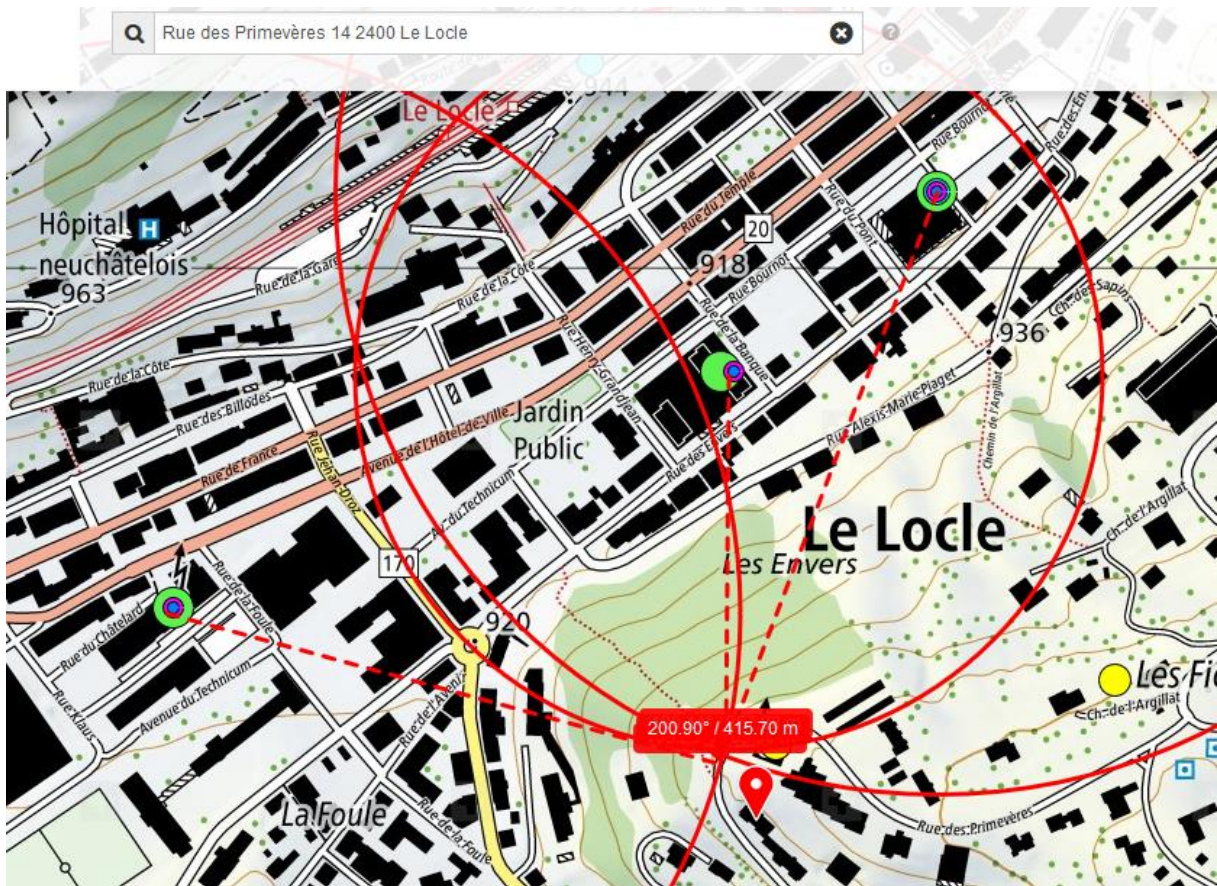 Rue des Primevères 14 2400 Le Locle
944
Le Locle
Rue Bournot
Rue du Temple
Rue du Pont
Hôpital
neuchâtelois
H
963
20
918
Rue de la Gare
Rue de la Côte
Rue Bournot
Ch. des Sapins
936
Rue de la Banque
Rue Henry Grandjean
Rue de la Côte
Rue des Billodes
Jardin
Public
Rue Alexis-Marie-Piaget
Chemin de l'Argillat
Avenue de l'Hôtel de Ville
Rue de France
Rue Jehan-Droz
Rue des Envers
Av. du Technicum
Le Locle
Ch. de l'Argillat
170
Les Envers
Rue de la Foule
Rue du Châtelard
920
Avenue du Technicum
Rue Klaus
Rue de l'Avenir
Ch. de l'Argillat
200.90° / 415.70 m
La Foule
Rue de la Foule
Rue des Primevères